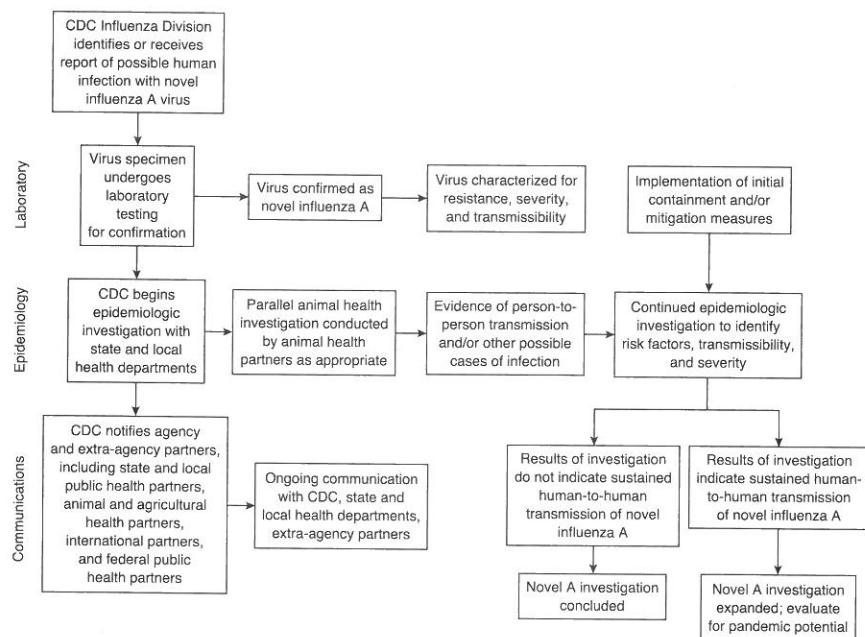 CDC Influenza Division
identifies or receives
report of possible human
infection with novel
influenza A virus
Laboratory
Virus specimen
undergoes
laboratory
testing
for confirmation
Virus confirmed as
novel influenza A
Virus characterized for
resistance, severity,
and transmissibility
Implementation of initial
containment and/or
mitigation measures
Epidemiology
CDC begins
epidemiologic
investigation with
state and local
health departments
Parallel animal health
investigation conducted
by animal health
partners as appropriate
Evidence of person-to-
person transmission
and/or other possible
cases of infection
Continued epidemiologic
investigation to identify
risk factors, transmissibility,
and severity
Communications
CDC notifies agency
and extra-agency partners,
including state and local
public health partners,
animal and agricultural
health partners,
international partners,
and federal public
health partners
Ongoing communication
with CDC, state and
local health departments,
extra-agency partners
Results of investigation
do not indicate sustained
human-to-human
transmission of novel
influenza A
Results of investigation
indicate sustained human-
to-human transmission
of novel influenza A
Novel A investigation
concluded
Novel A investigation
expanded; evaluate
for pandemic potential